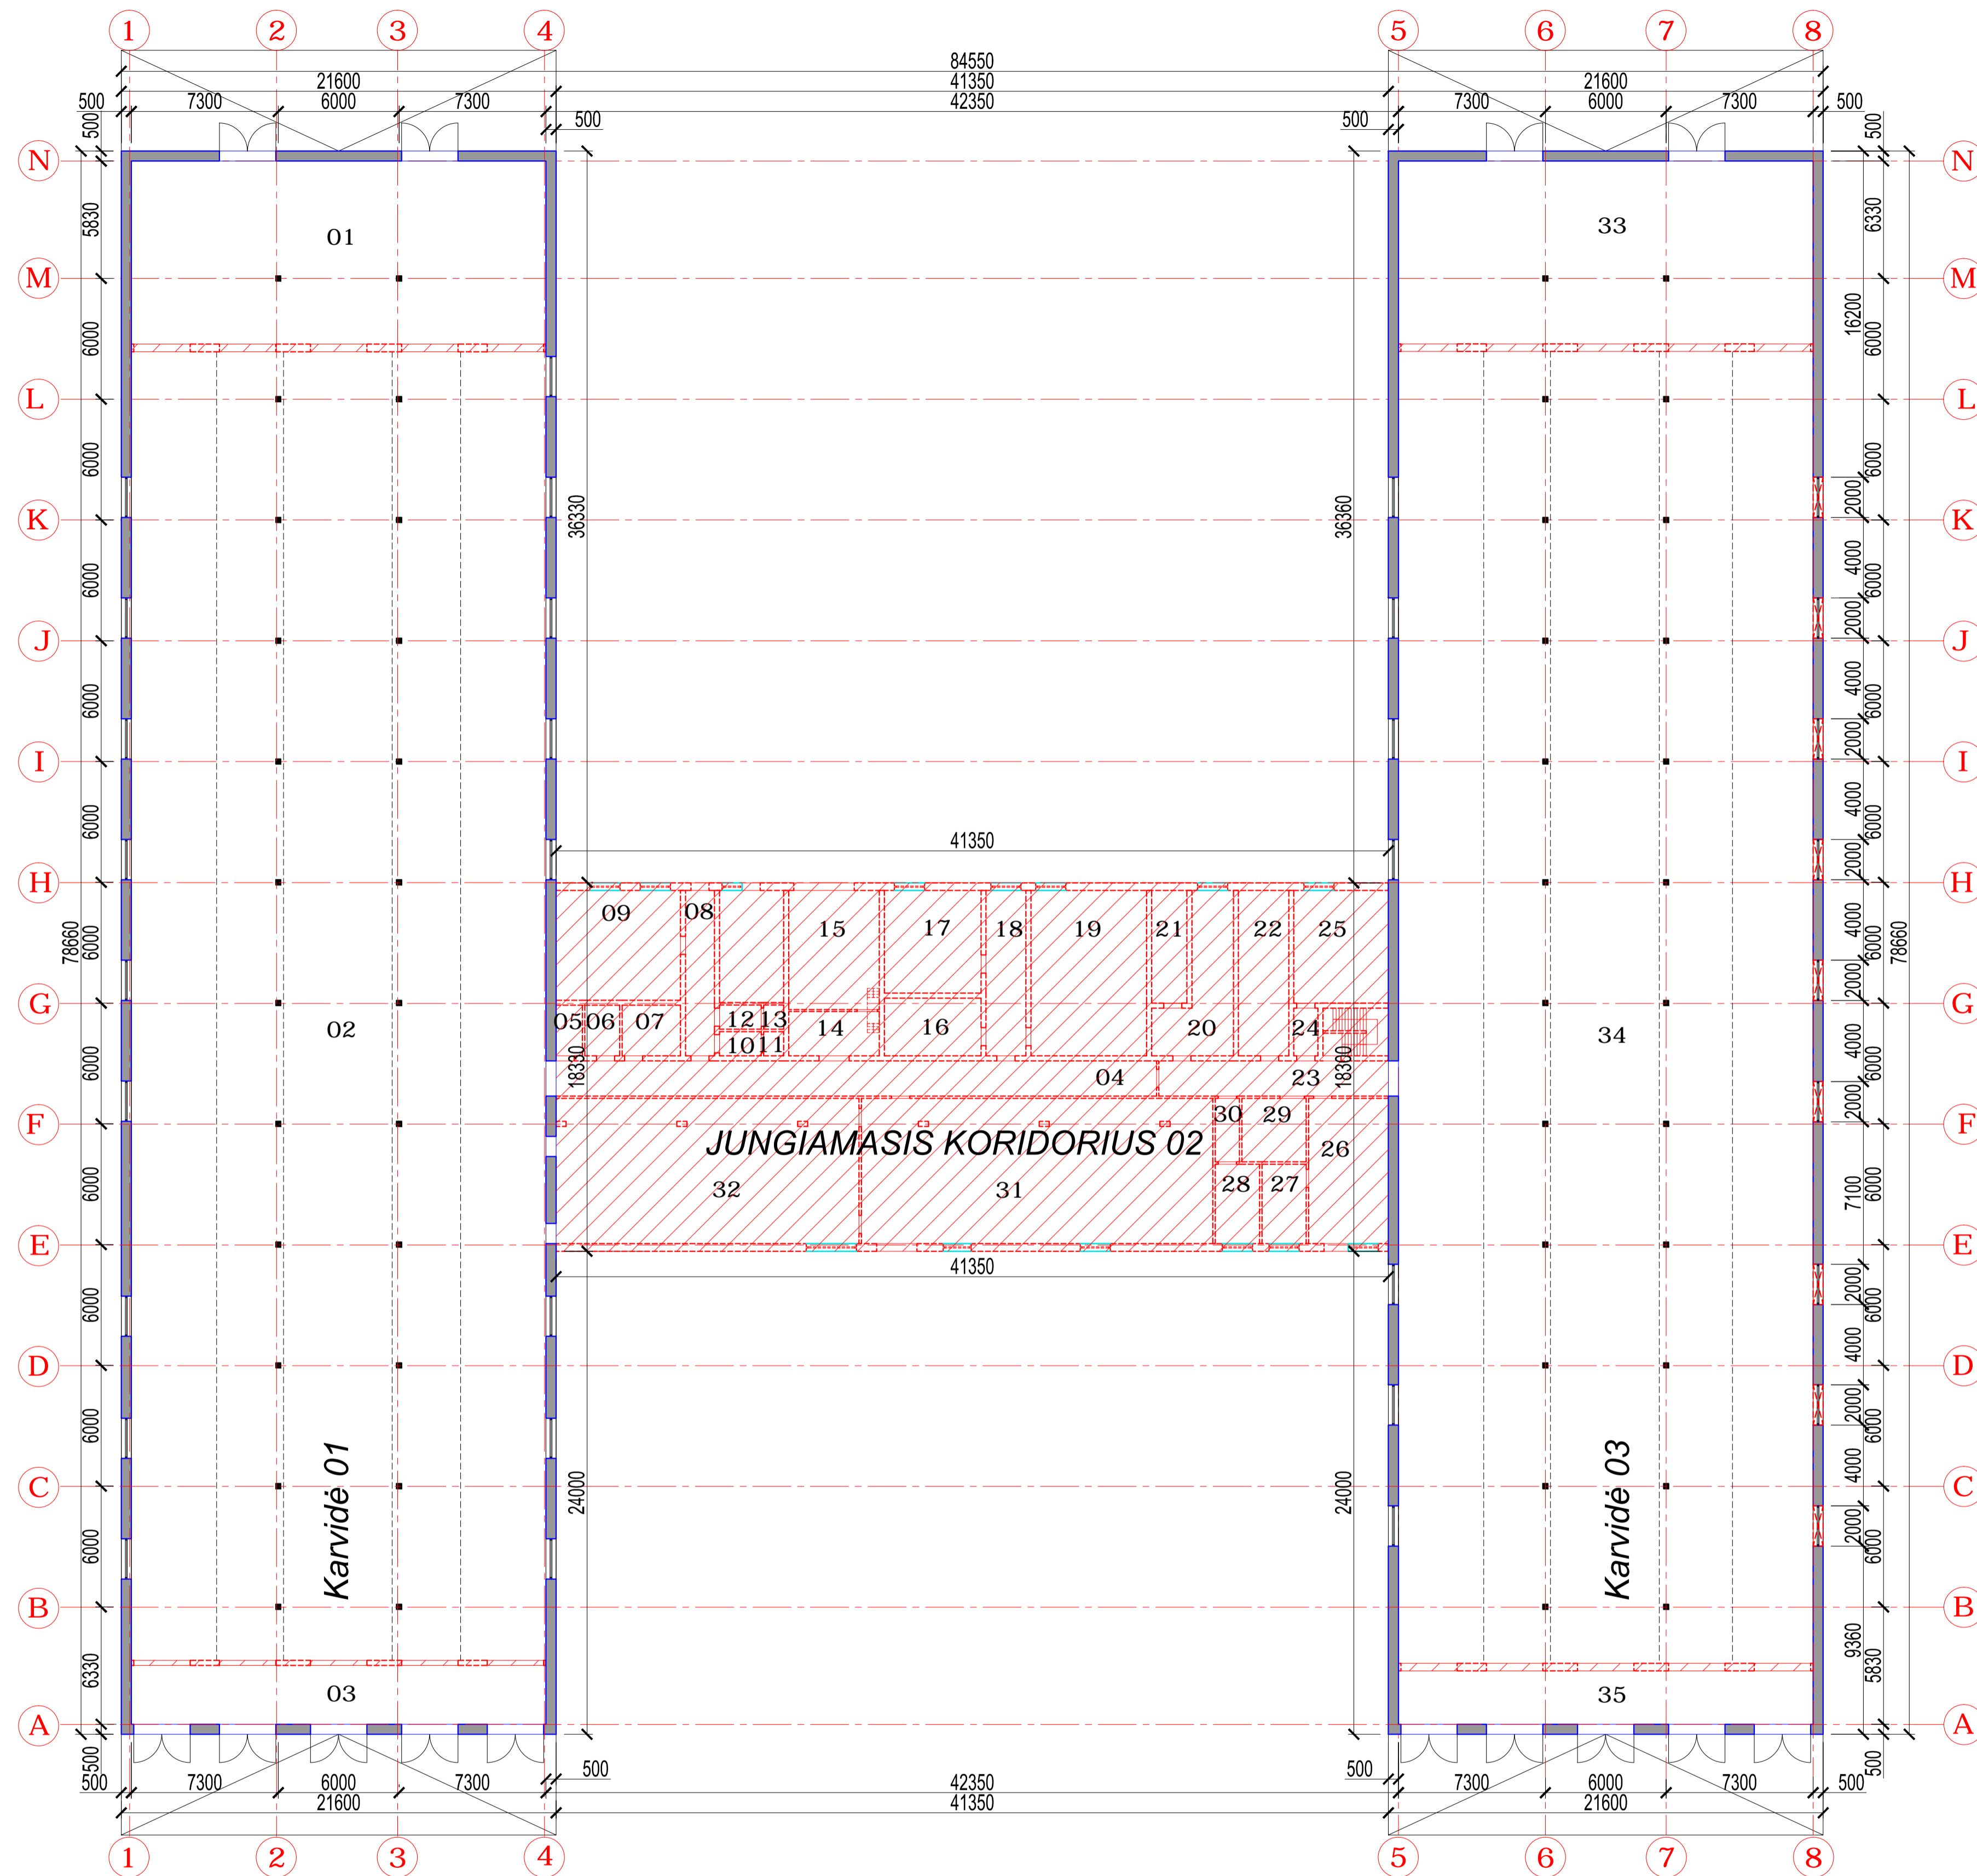 1 2 3 4 5 6 7 8
84550
21600 41350 21600
500 7300 6000 7300 42350 7300 6000 7300 500
500 500 500 500
N N
5830 01 33 6330
M M
6000 16200 6000
L L
6000 6000
2000
K 36330 36360 K
6000 4000 6000
2000
J J
6000 4000 6000
2000
I I
6000 4000 6000
41350 2000
H H
09 08 15 17 18 19 21 22 25
78660 6000 4000 6000 78660
2000
G G
05 06 07 12 13 14 16 20 24
02 34
10 11
6000 18330 04 23 18300 4000 6000
2000
F 30 29 F
JUNGIAMASIS KORIDORIUS 02
26
6000 32 31 28 27 7100 6000
E E
41350
6000 2000 6000
D 4000 D
6000 2000 6000
C 24000 24000 4000 C
Karvidė 01 Karvidė 03
6000 2000 6000
B B
6330 9360 5830
03 35
A A
500 500
500 500
500 7300 6000 7300 42350 7300 6000 7300 500
21600 41350 21600
1 2 3 4 5 6 7 8